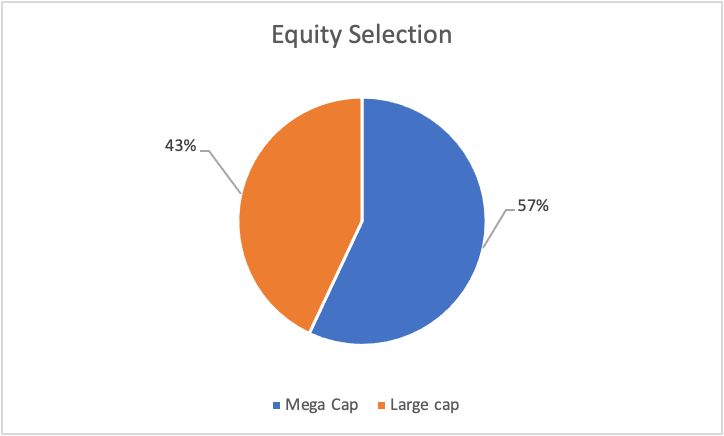 Equity Selection
43%
57%
Mega Cap
Large cap